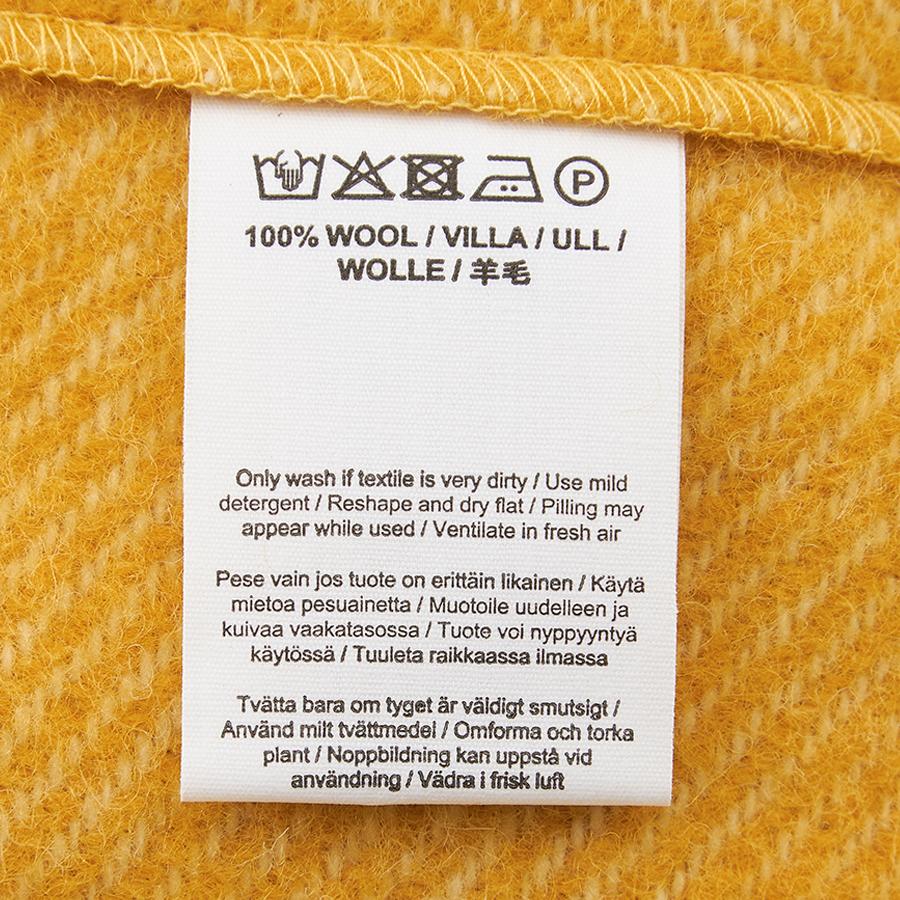 P
100% WOOL / VILLA / ULL /
WOLLE / 羊毛
Only wash if textile is very dirty / Use mild
detergent / Reshape and dry flat / Pilling may
appear while used / Ventilate in fresh air
Pese vain jos tuote on erittäin likainen / Käytä
mietoa pesuainetta / Muotoile uudelleen ja
kuivaa vaakatasossa / Tuote voi nyppyyntyä
käytössä / Tuuleta raikkaassa ilmassa
Tvätta bara om tyget är väldigt smutsigt /
Använd milt tvättmedel / Omforma och torka
plant / Noppbildning kan uppstå vid
användning / Vädra i frisk luft